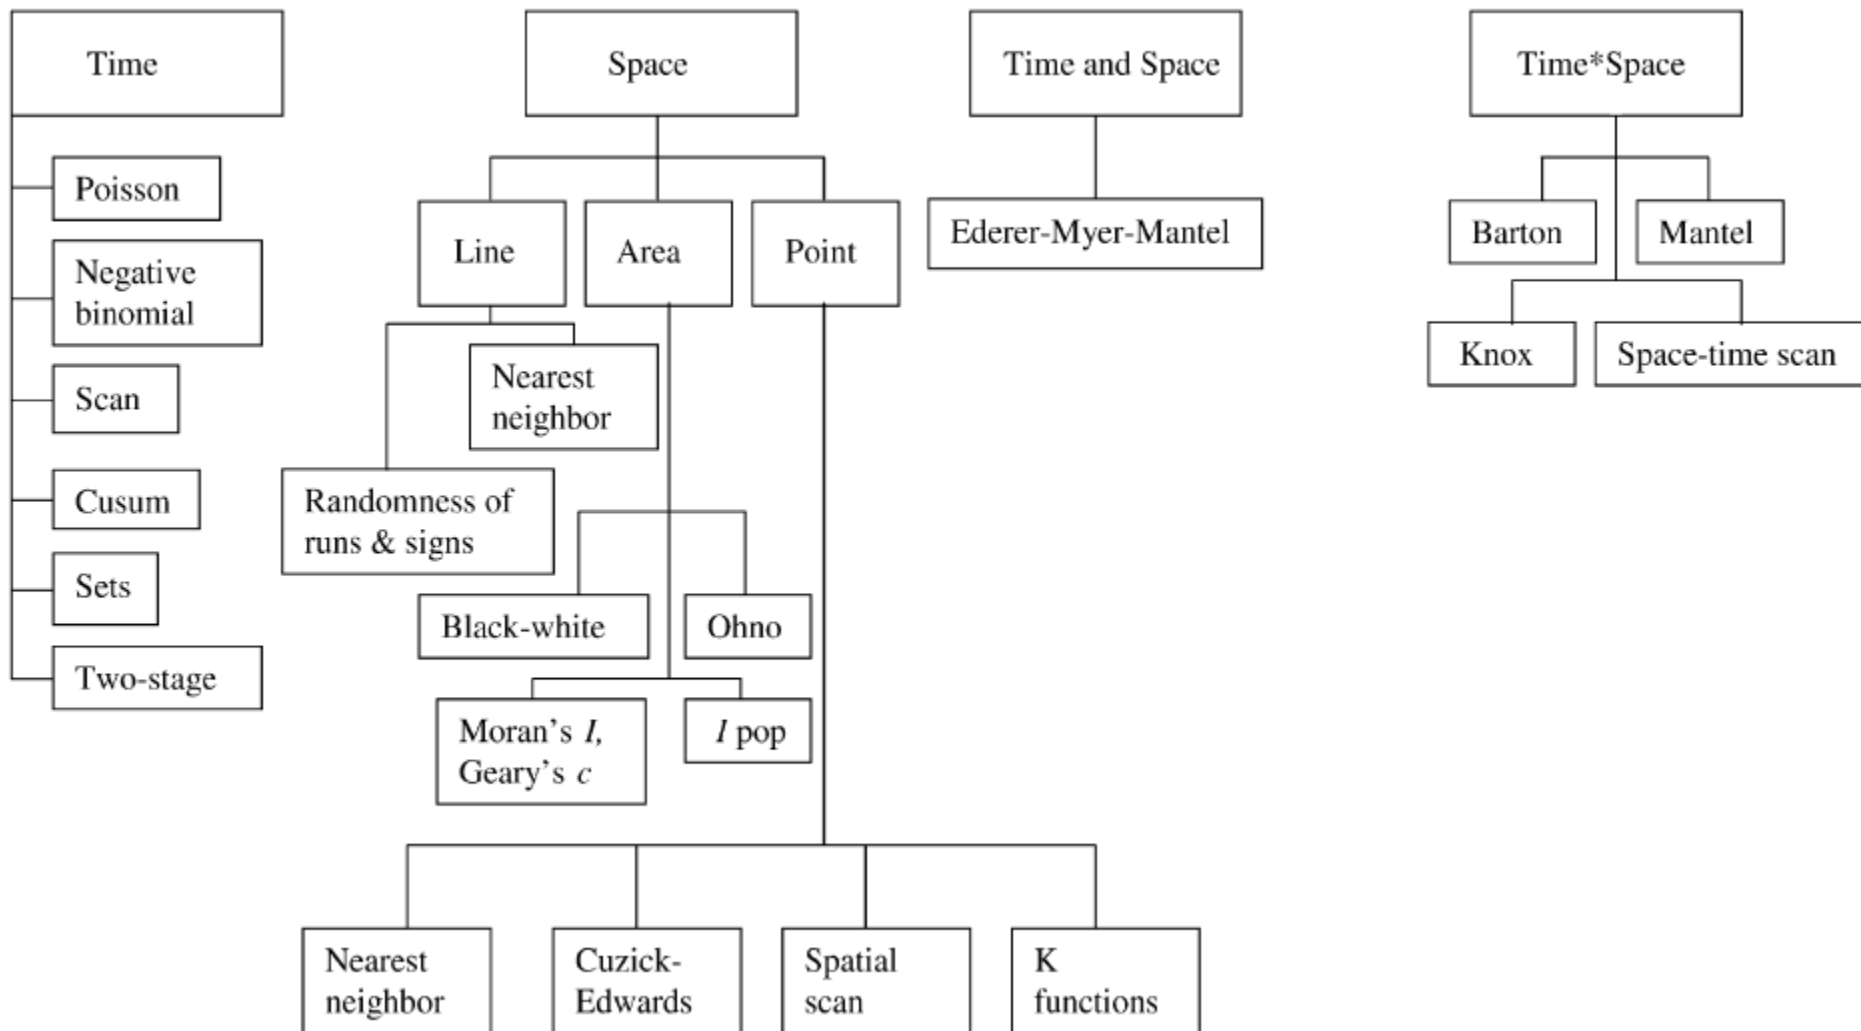 Time
Space
Time and Space
Time*Space
Poisson
Negative
binomial
Scan
Cusum
Sets
Two-stage
Line
Area
Point
Nearest
neighbor
Randomness of
runs & signs
Black-white
Ohno
Moran's I,
Geary's c
I pop
Nearest
neighbor
Cuzick-
Edwards
Spatial
scan
K
functions
Ederer-Myer-Mantel
Barton
Mantel
Knox
Space-time scan